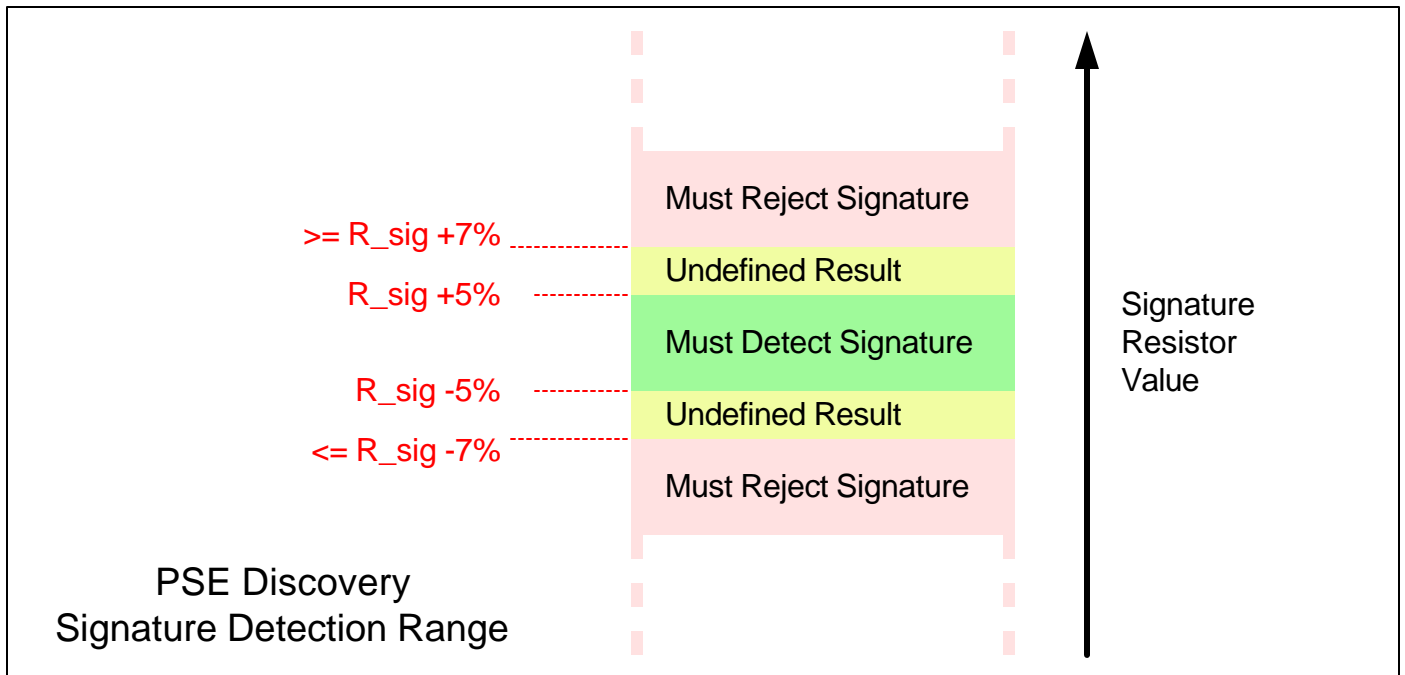 Must Reject Signature
>= R_sig +7%
Undefined Result
R_sig +5%
Must Detect Signature
Signature
Resistor
Value
R_sig -5%
Undefined Result
<= R_sig -7%
Must Reject Signature
PSE Discovery
Signature Detection Range